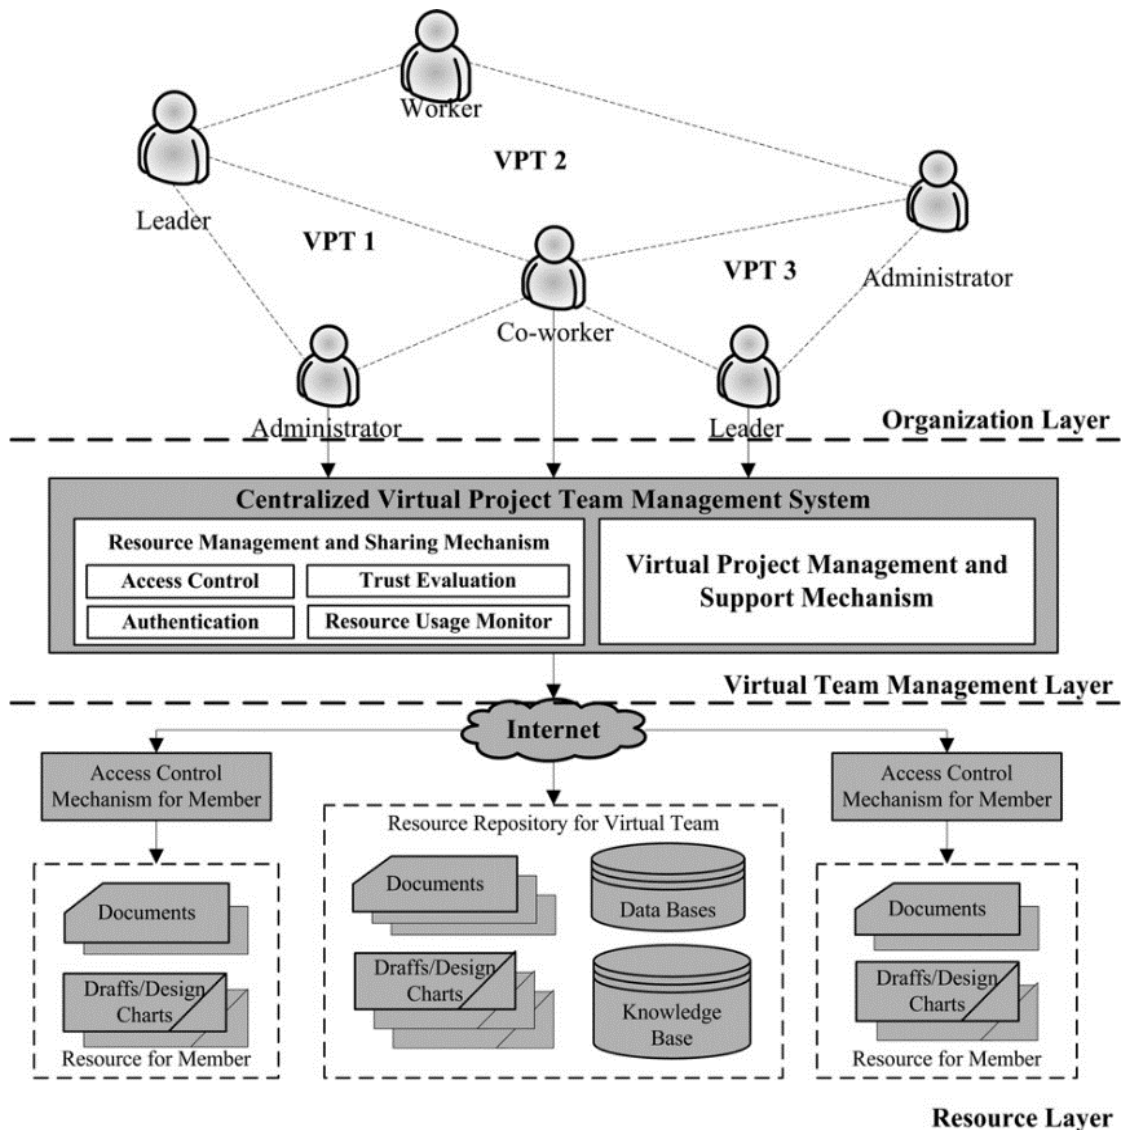 Worker
VPT 2
Leader
VPT 1
VPT 3
Administrator
Co-worker
Administrator
Leader
Organization Layer
Centralized Virtual Project Team Management System
Resource Management and Sharing Mechanism
Access Control
Trust Evaluation
Authentication
Resource Usage Monitor
Virtual Project Management and
Support Mechanism
Virtual Team Management Layer
Internet
Access Control
Mechanism for Member
Access Control
Mechanism for Member
Resource Repository for Virtual Team
Documents
Draffs/Design
Charts
Resource for Member
Documents
Data Bases
Draffs/Design
Charts
Knowledge
Base
Documents
Draffs/Design
Charts
Resource for Member
Resource Layer